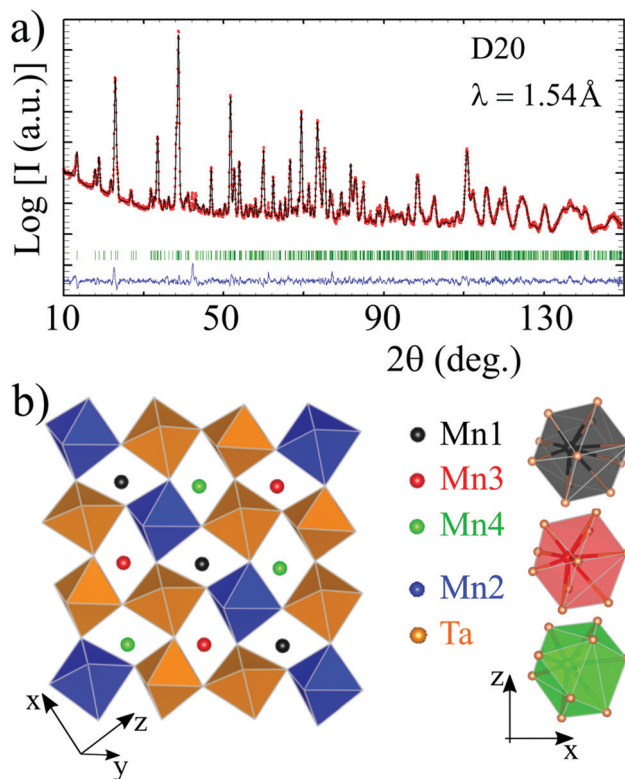 a)
D20
λ = 1.54Å
Log [I (a.u.)]
10 50 90 130
2θ (deg.)
b)
Mn1
Mn3
Mn4
Mn2
Ta
x
z
y
z
x